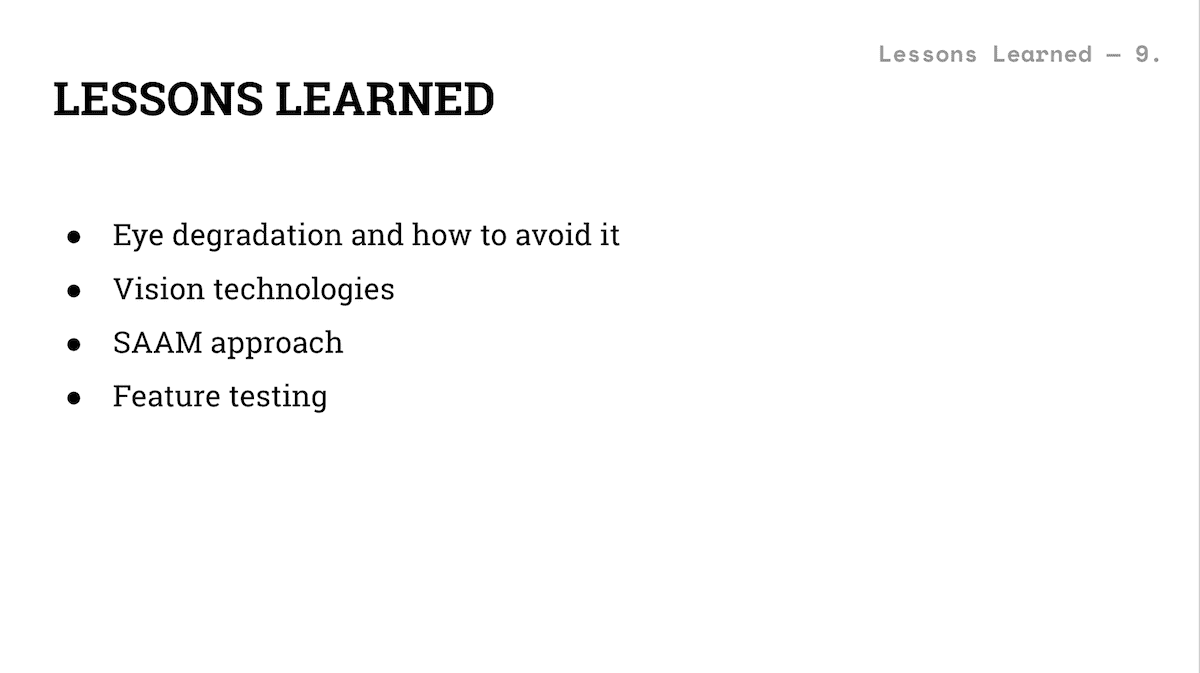 Lessons Learned — 9.
LESSONS LEARNED
● Eye degradation and how to avoid it
● Vision technologies
● SAAM approach
● Feature testing